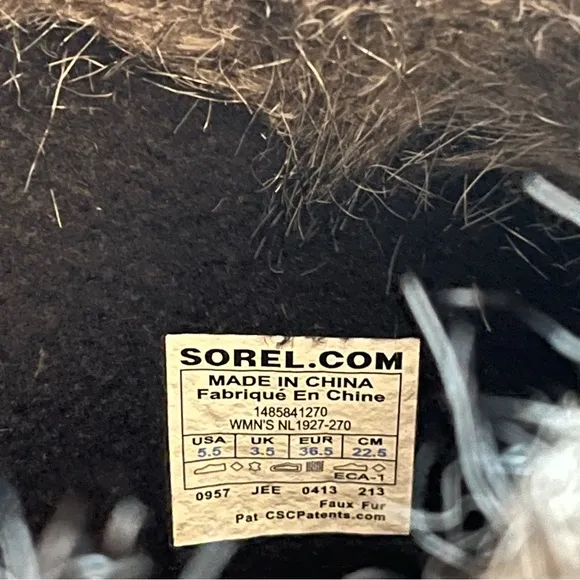 SOREL.COM
MADE IN CHINA
Fabriqué En Chine
1485841270
WMN'S NL1927-270
USA UK EUR CM
5.5 3.5 36.5 22.5
ECA-1
0957 JEE 0413 213
Faux Fur
Pat CSCPatents.com